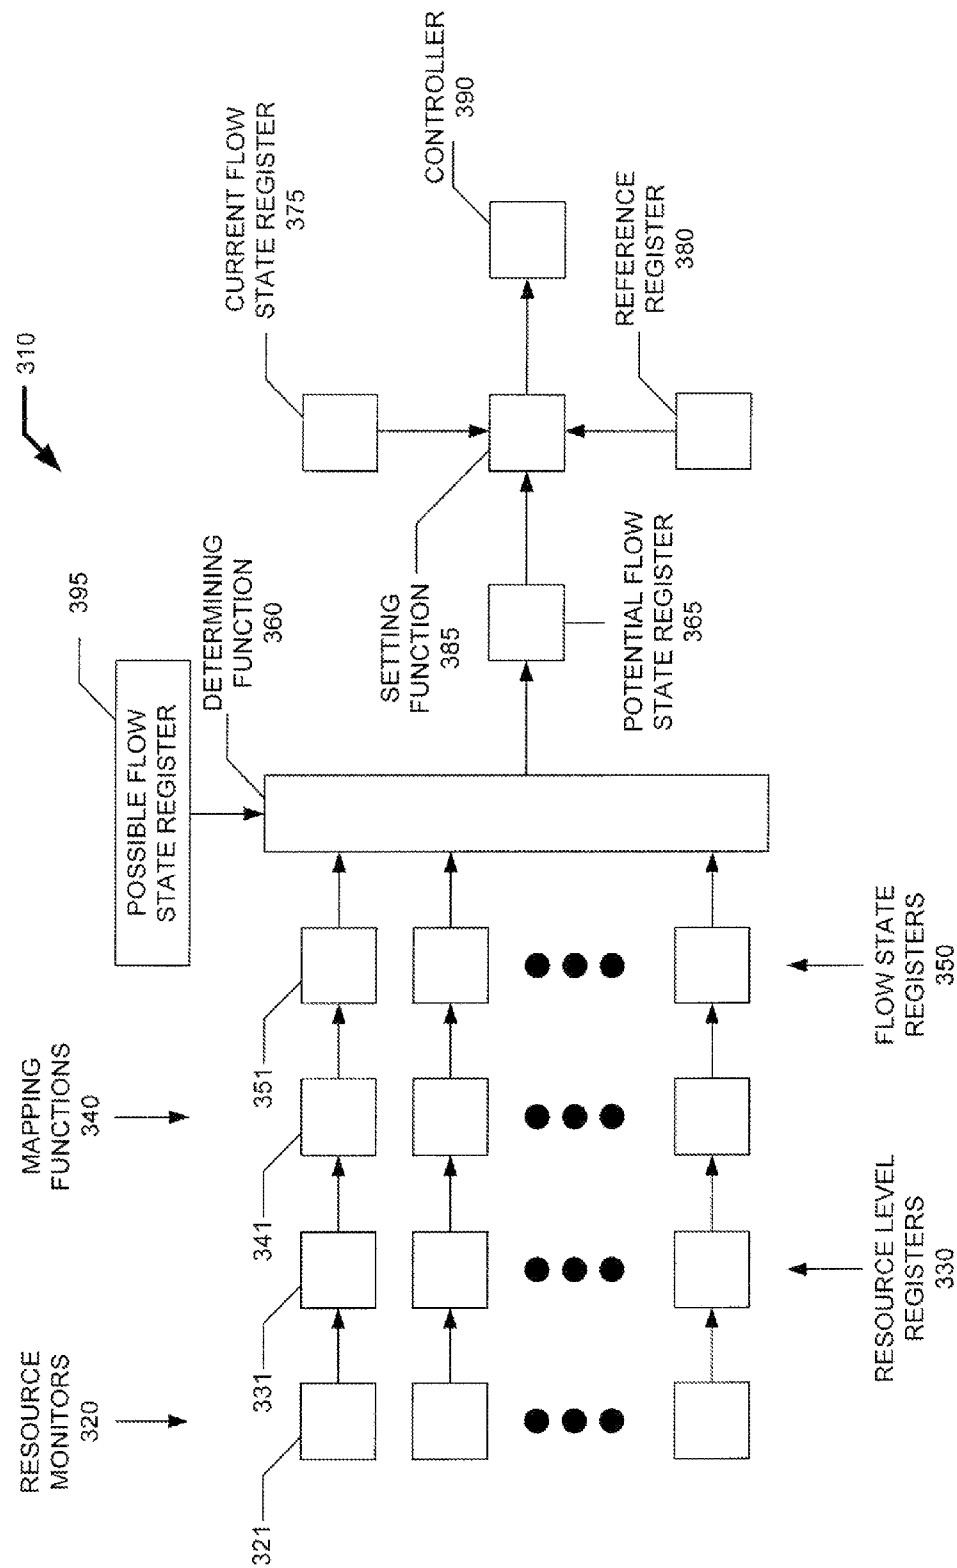 310
RESOURCE
MONITORS
320
MAPPING
FUNCTIONS
340
POSSIBLE FLOW
STATE REGISTER
395
DETERMINING
FUNCTION
360
SETTING
FUNCTION
385
CURRENT FLOW
STATE REGISTER
375
CONTROLLER
390
321
331
341
351
RESOURCE LEVEL
REGISTERS
330
FLOW STATE
REGISTERS
350
POTENTIAL FLOW
STATE REGISTER
365
REFERENCE
REGISTER
380